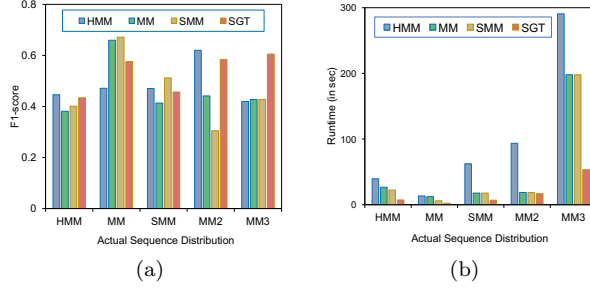 HMM MM SMM SGT
0.8
0.6
0.4
0.2
0
F1-score
HMM MM SMM MM2 MM3
Actual Sequence Distribution
(a)
HMM MM SMM SGT
300
200
100
0
Runtime (in sec)
HMM MM SMM MM2 MM3
Actual Sequence Distribution
(b)